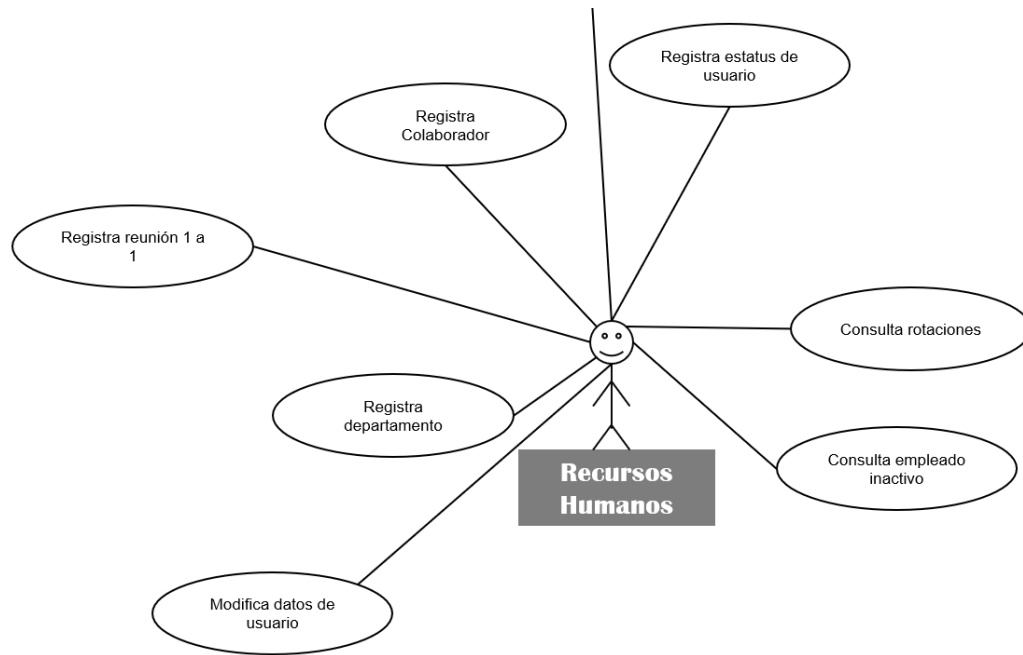 Registra estatus de
usuario
Registra
Colaborador
Registra reunión 1 a
1
Consulta rotaciones
Registra
departamento
Consulta empleado
inactivo
Recursos
Humanos
Modifica datos de
usuario